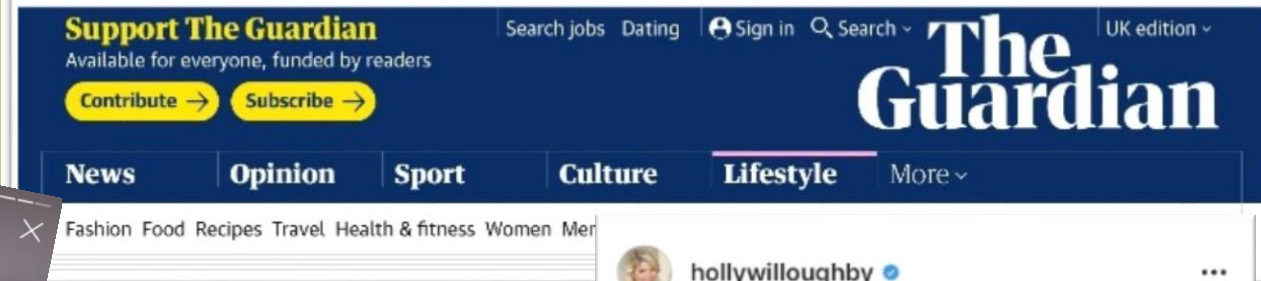 Support The Guardian
Available for everyone, funded by readers
Contribute →
Subscribe →
Search jobs Dating Sign in Search UK edition
The
Guardian
News Opinion Sport Culture Lifestyle More
Fashion Food Recipes Travel Health & fitness Women
hollywilloughby